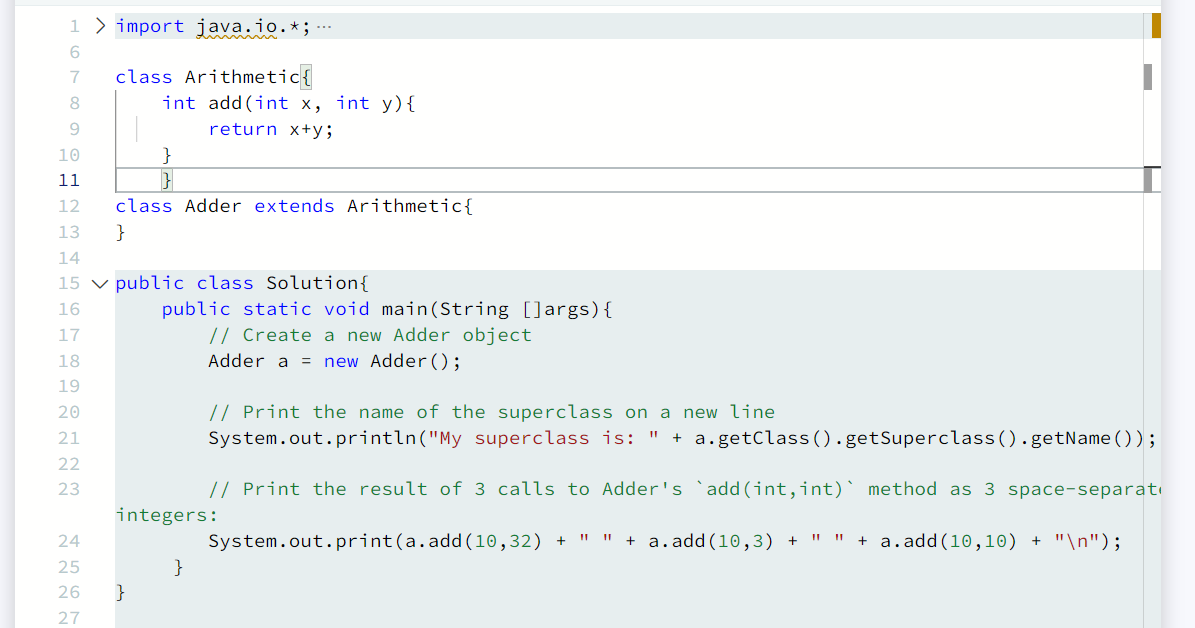 1 import java.io.*; ...
6
7 class Arithmetic{
8 int add(int x, int y){
9 return x+y;
10 }
11 }
12 class Adder extends Arithmetic{
13 }
14
15 public class Solution{
16 public static void main(String []args){
17 // Create a new Adder object
18 Adder a = new Adder();
19
20 // Print the name of the superclass on a new line
21 System.out.println("My superclass is: " + a.getClass().getSuperclass().getName());
22
23 // Print the result of 3 calls to Adder's `add(int,int)` method as 3 space-separate
integers:
24 System.out.print(a.add(10,32) + " " + a.add(10,3) + " " + a.add(10,10) + "\n");
25 }
26 }
27